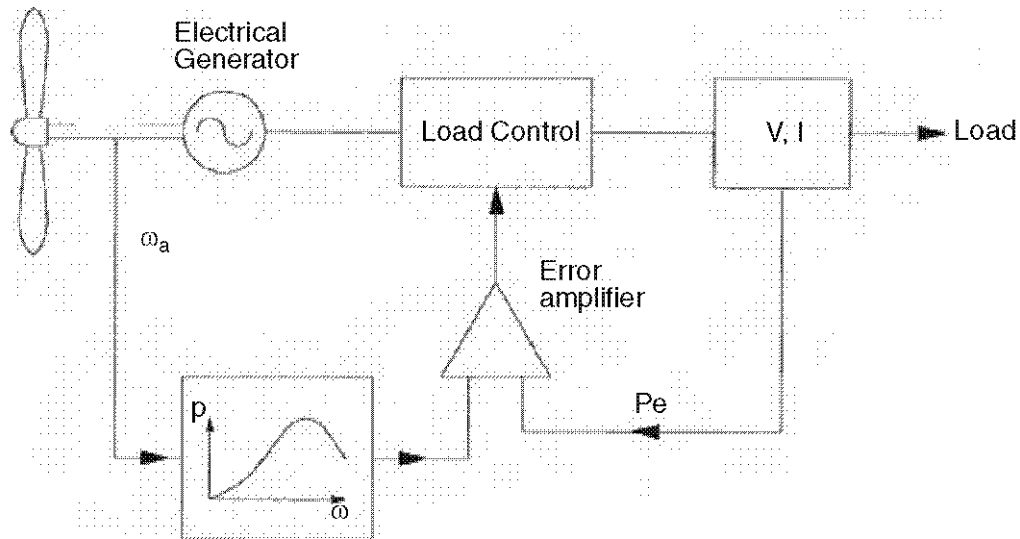 Electrical
Generator
Load Control
V, I
Load
ωa
Error
amplifier
Pe
p
ω